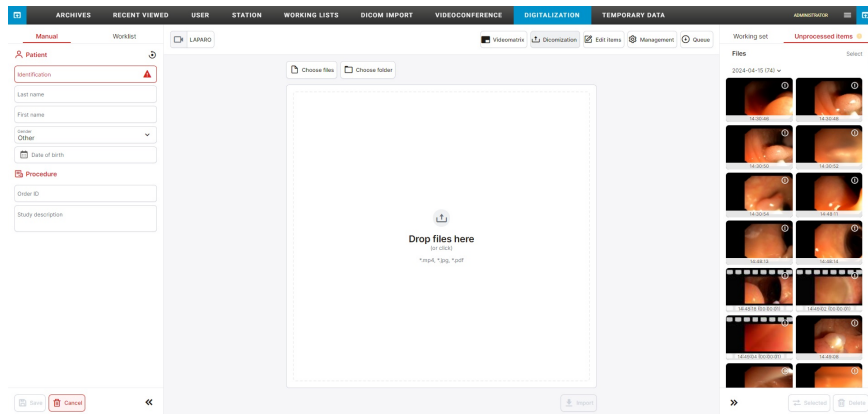 ARCHIVES RECENT VIEWED USER STATION WORKING LISTS DICOM IMPORT VIDEOCONFERENCE DIGITALIZATION TEMPORARY DATA ADMINISTRATOR
Manual Worklist
Patient
Identification
Last name
First name
Gender
Other
Date of birth
Procedure
Order ID
Study description
Save Cancel
LAPARO
Videomatrix Dicomization Edit items Management Queue
Choose files Choose folder
Drop files here
(or click)
*.mp4, *.jpg, *.pdf
Import
Working set Unprocessed items
Files Select
2024-04-15 (74)
14:30:46 14:30:48
14:30:50 14:30:52
14:30:54 14:48:11
14:48:13 14:48:14
14:48:08
Selected Delete